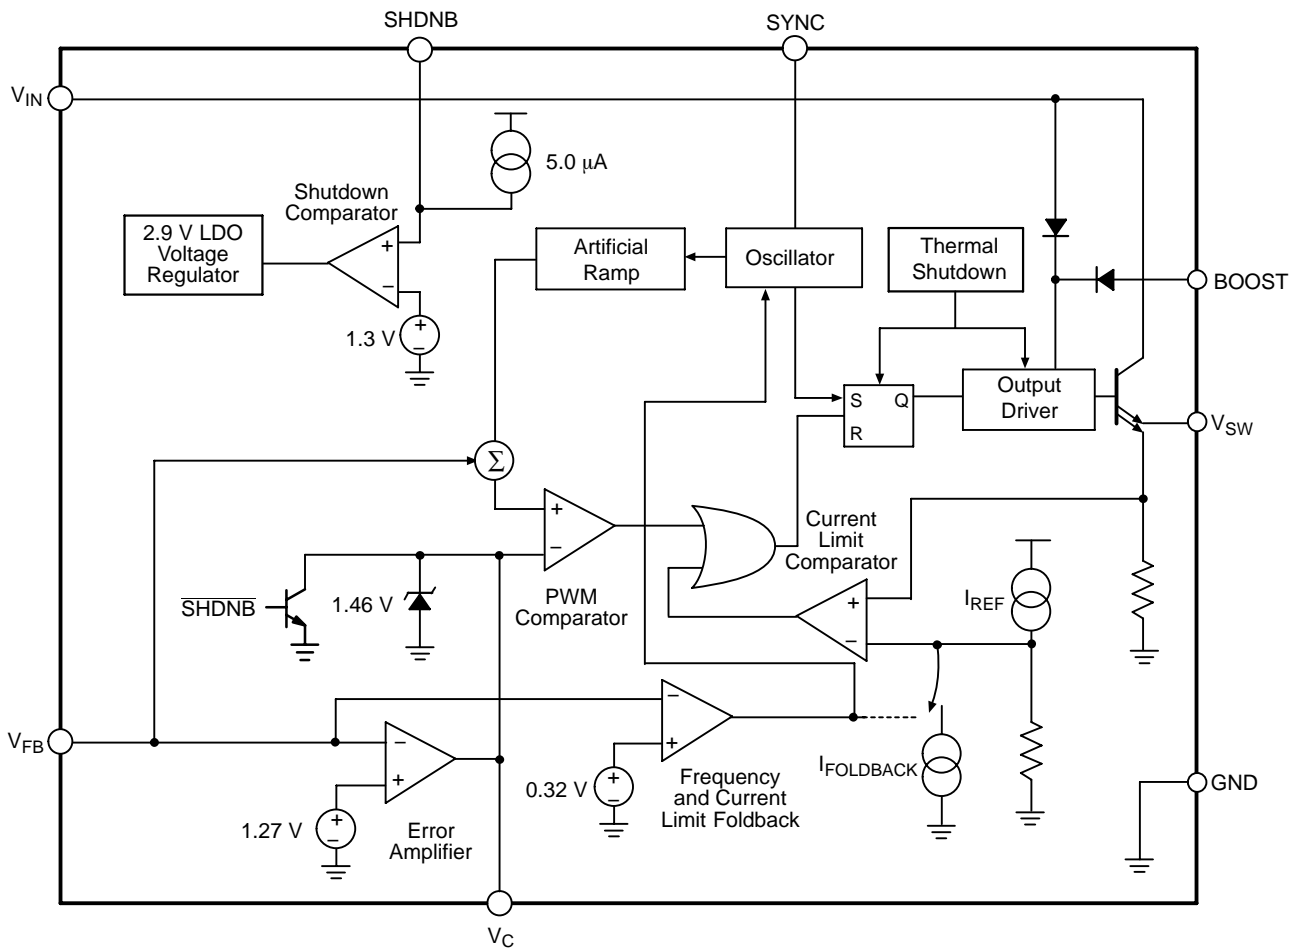 SHDNB
SYNC
V_IN
5.0 μA
Shutdown
Comparator
2.9 V LDO
Voltage
Regulator
+
−
1.3 V
+
−
Artificial
Ramp
Oscillator
Thermal
Shutdown
BOOST
S
Q
R
Output
Driver
V_SW
Σ
+
−
PWM
Comparator
Current
Limit
Comparator
+
−
I_REF
S̅H̅D̅N̅B̅
1.46 V
V_FB
−
+
Error
Amplifier
1.27 V
+
−
−
+
0.32 V
+
−
Frequency
and Current
Limit Foldback
I_FOLDBACK
GND
V_C